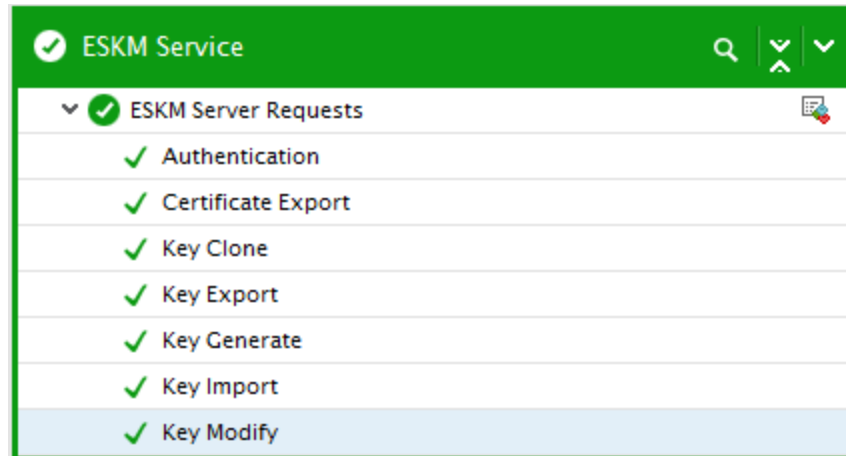 ESKM Service
ESKM Server Requests
Authentication
Certificate Export
Key Clone
Key Export
Key Generate
Key Import
Key Modify